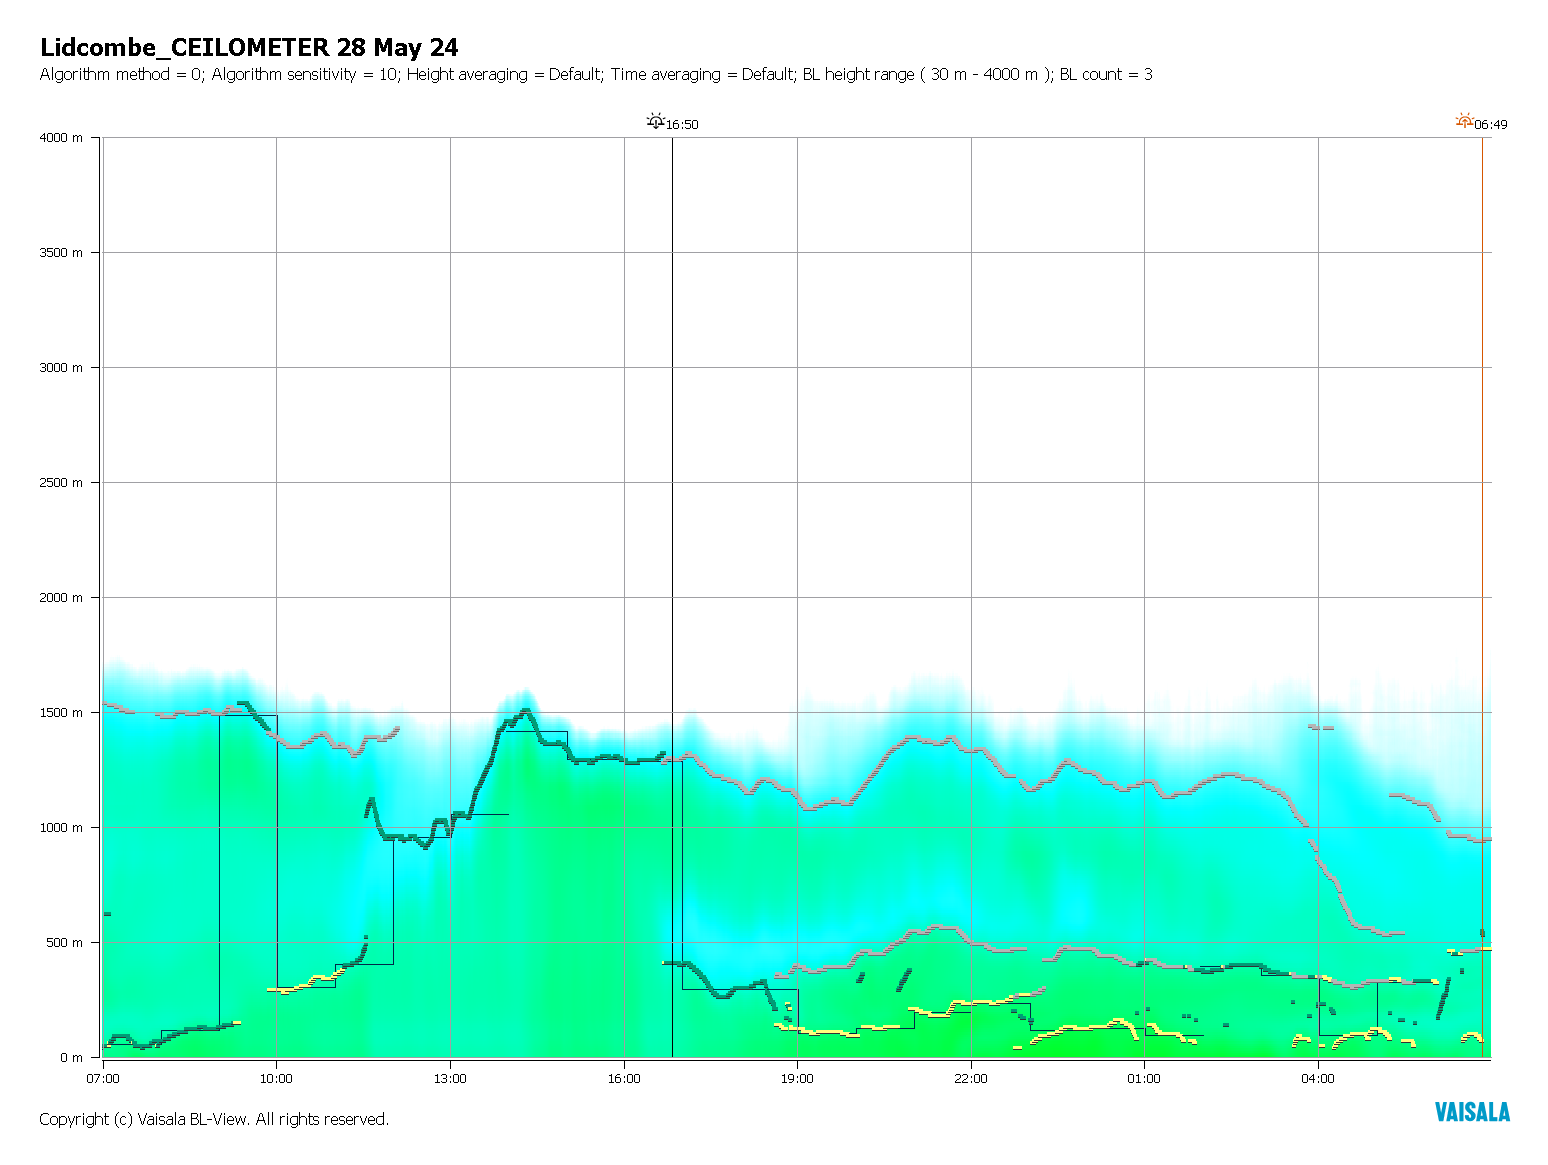 Lidcombe_CEILOMETER 28 May 24
Algorithm method = 0; Algorithm sensitivity = 10; Height averaging = Default; Time averaging = Default; BL height range ( 30 m - 4000 m ); BL count = 3
16:50
06:49
4000 m
3500 m
3000 m
2500 m
2000 m
1500 m
1000 m
500 m
0 m
07:00 10:00 13:00 16:00 19:00 22:00 01:00 04:00
Copyright (c) Vaisala BL-View. All rights reserved.
VAISALA